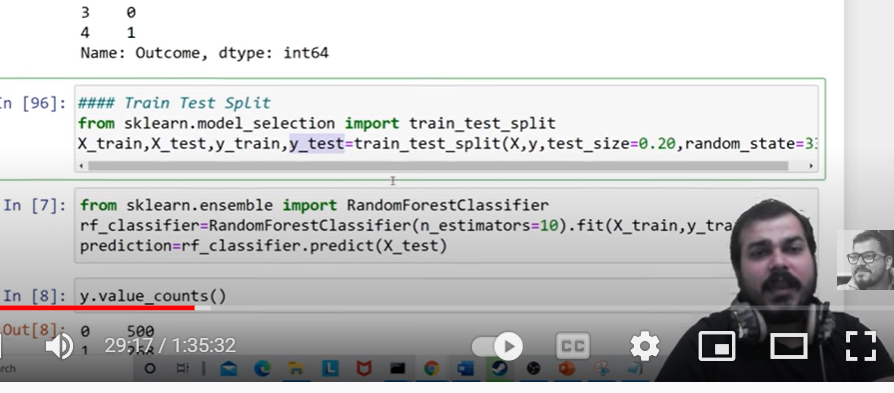 3    0
4    1
Name: Outcome, dtype: int64
In [96]:
#### Train Test Split
from sklearn.model_selection import train_test_split
X_train,X_test,y_train,y_test=train_test_split(X,y,test_size=0.20,random_state=3
In [7]:
from sklearn.ensemble import RandomForestClassifier
rf_classifier=RandomForestClassifier(n_estimators=10).fit(X_train,y_tra
prediction=rf_classifier.predict(X_test)
In [8]:
y.value_counts()
Out[8]:
0    500
1    268
29:17 / 1:35:32
CC
rch